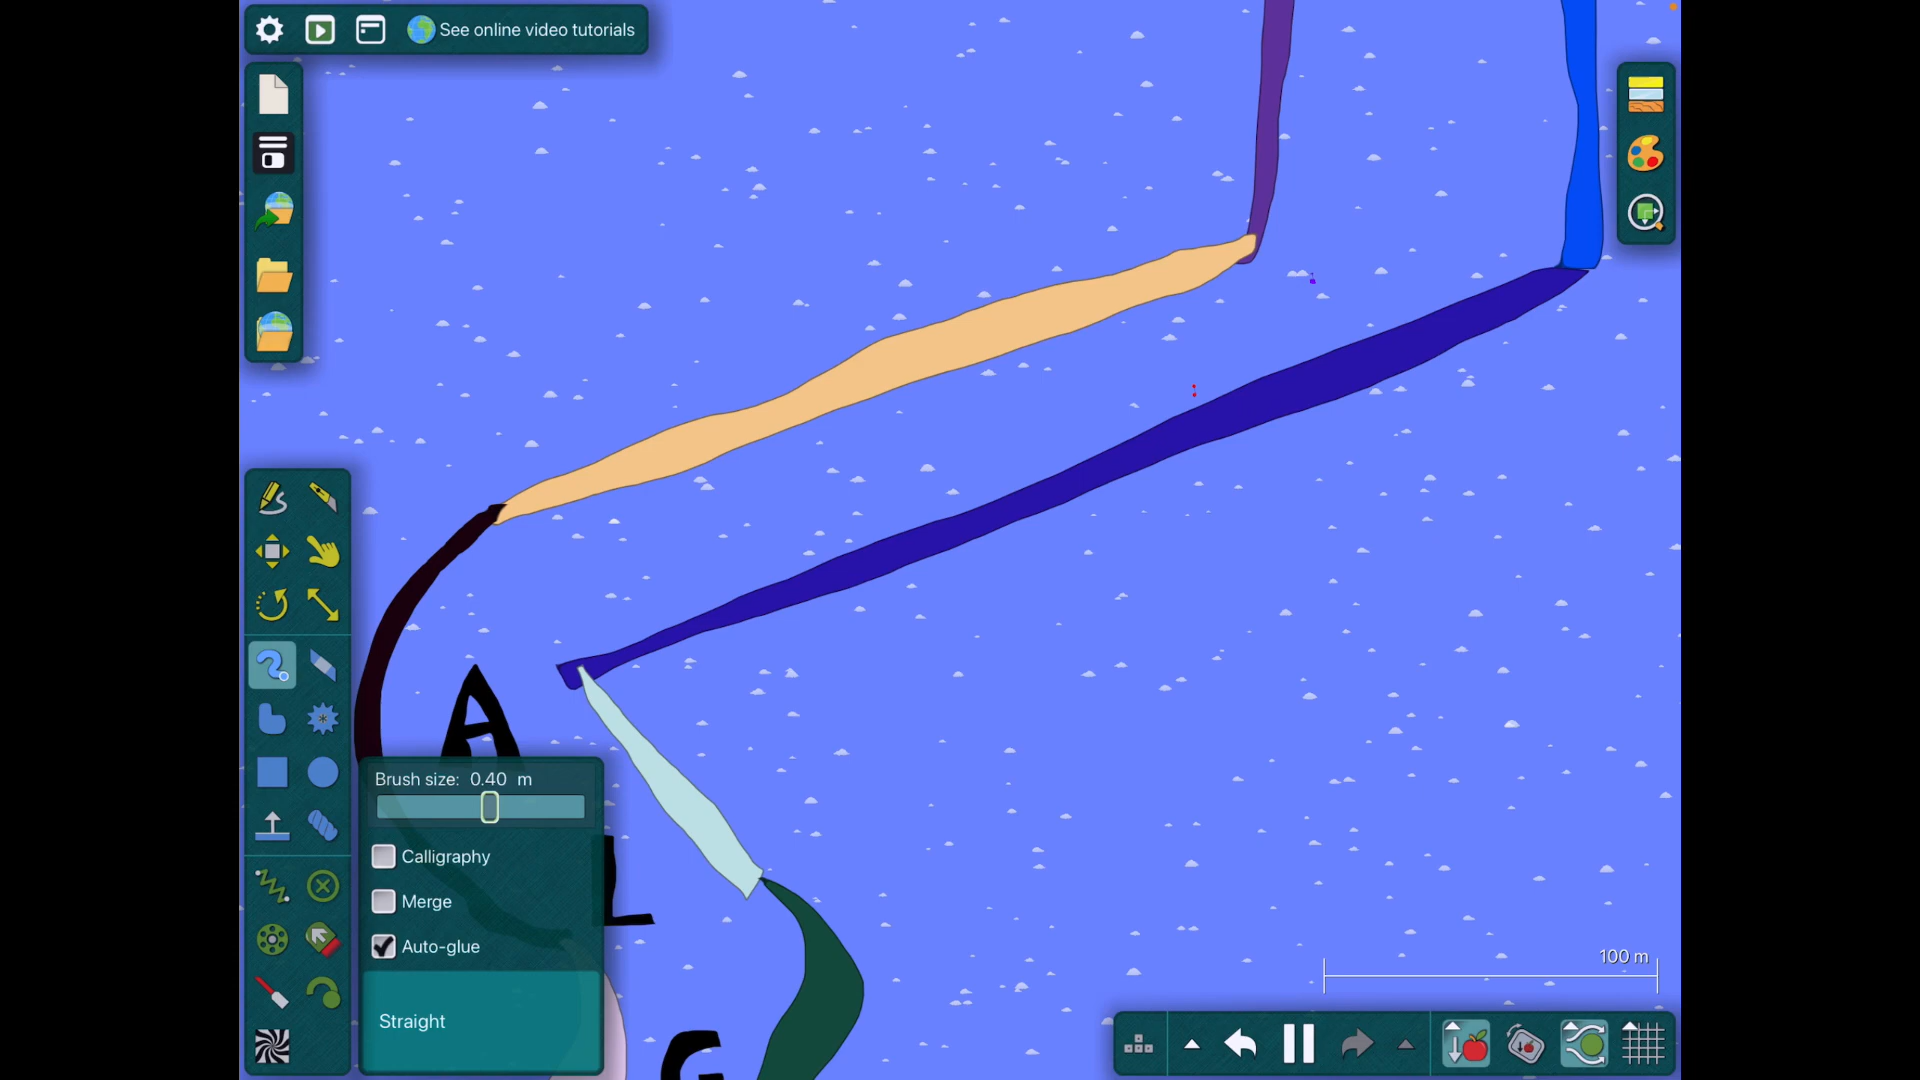 See online video tutorials
A
L
G
Brush size: 0.40 m
Calligraphy
Merge
Auto-glue
Straight
100 m